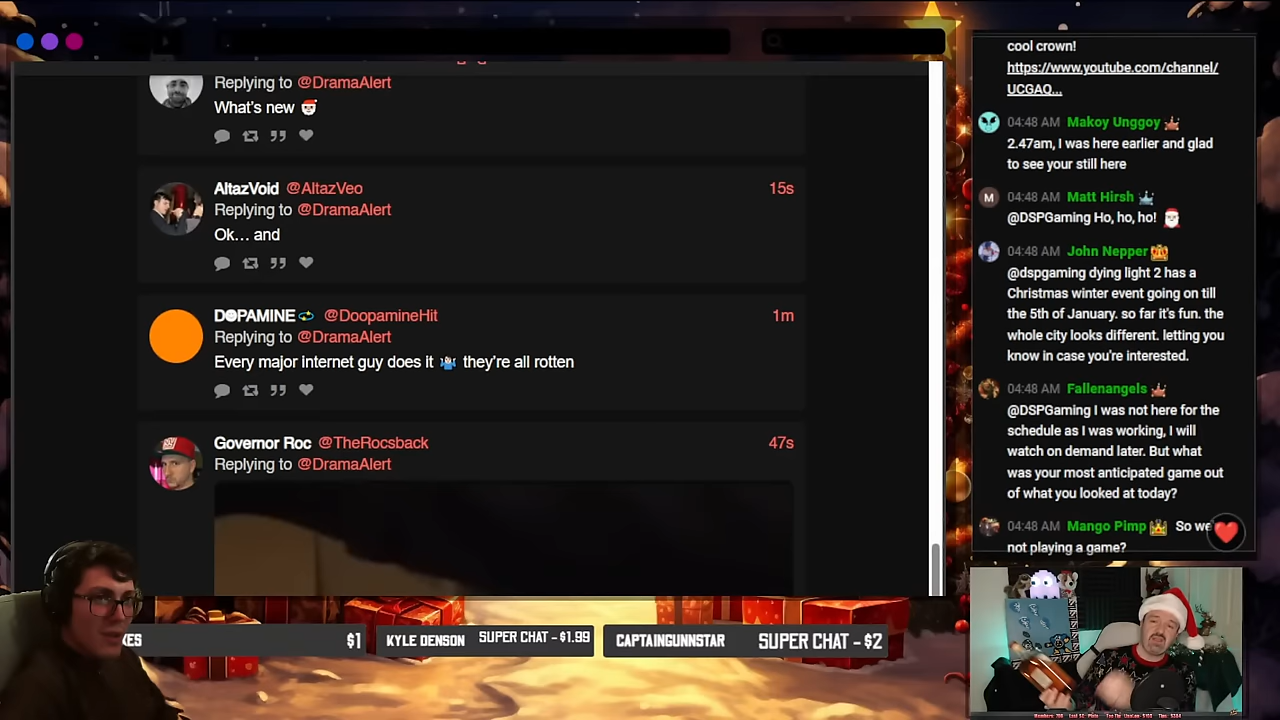 Replying to @DramaAlert
What's new 🎅
AltazVoid @AltazVeo
15s
Replying to @DramaAlert
Ok... and
D☻PAMINE💫 @DoopamineHit
1m
Replying to @DramaAlert
Every major internet guy does it 🤷 they're all rotten
Governor Roc @TheRocsback
47s
Replying to @DramaAlert
cool crown!
https://www.youtube.com/channel/
UCGAQ...
04:48 AM Makoy Unggoy
2.47am, I was here earlier and glad
to see your still here
M
04:48 AM Matt Hirsh
@DSPGaming Ho, ho, ho! 🎅
04:48 AM John Nepper
@dspgaming dying light 2 has a
Christmas winter event going on till
the 5th of January. so far it's fun. the
whole city looks different. letting you
know in case you're interested.
04:48 AM Fallenangels
@DSPGaming I was not here for the
schedule as I was working, I will
watch on demand later. But what
was your most anticipated game out
of what you looked at today?
04:48 AM Mango Pimp So we
not playing a game?
KES $1
KYLE DENSON SUPER CHAT - $1.99
CAPTAINGUNNSTAR SUPER CHAT - $2